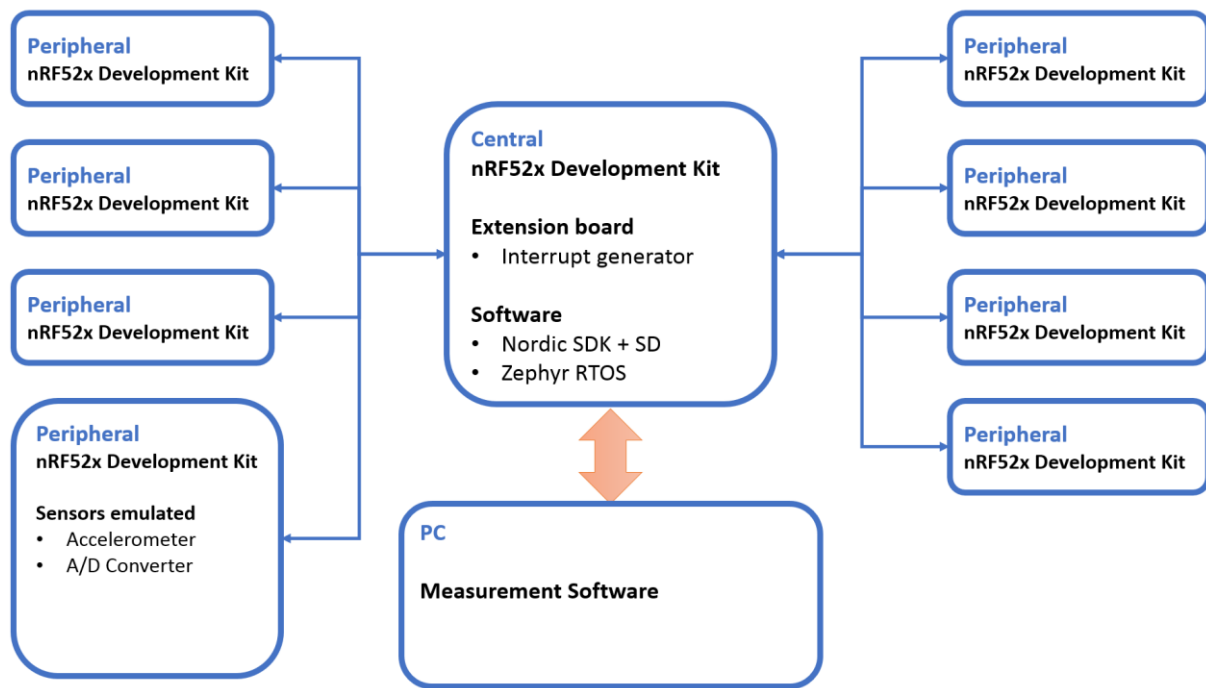 Peripheral
nRF52x Development Kit
Peripheral
nRF52x Development Kit
Peripheral
nRF52x Development Kit
Peripheral
nRF52x Development Kit
Sensors emulated
• Accelerometer
• A/D Converter
Central
nRF52x Development Kit
Extension board
• Interrupt generator
Software
• Nordic SDK + SD
• Zephyr RTOS
PC
Measurement Software
Peripheral
nRF52x Development Kit
Peripheral
nRF52x Development Kit
Peripheral
nRF52x Development Kit
Peripheral
nRF52x Development Kit